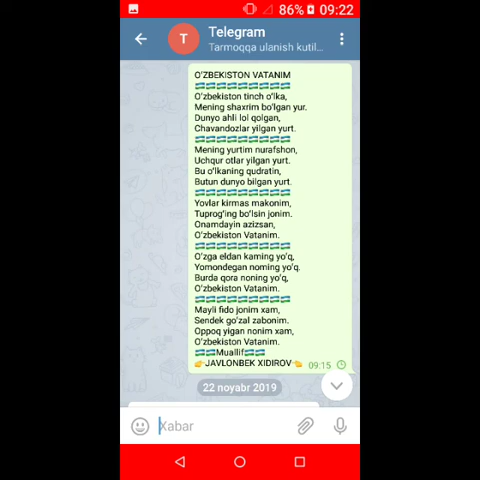 86% 09:22
T Telegram
Tarmoqqa ulanish kutil...
O'ZBEKISTON VATANIM
O'zbekiston tinch o'lka,
Mening shaxrim bo'lgan yur.
Dunyo ahli lol qolgan,
Chavandozlar yilgan yurt.
Mening yurtim nurafshon,
Uchqur otlar yilgan yurt.
Bu o'lkaning qudratin,
Butun dunyo bilgan yurt.
Yovlar kirmas makonim,
Tuprog'ing bo'lsin jonim.
Onamdayin azizsan,
O'zbekiston Vatanim.
O'zga eldan kaming yo'q,
Yomondegan noming yo'q.
Burda qora noning yo'q,
O'zbekiston Vatanim.
Mayli fido jonim xam,
Sendek go'zal zabonim.
Oppoq yigan nonim xam,
O'zbekiston Vatanim.
Muallif
JAVLONBEK XIDIROV
09:15
22 noyabr 2019
Xabar